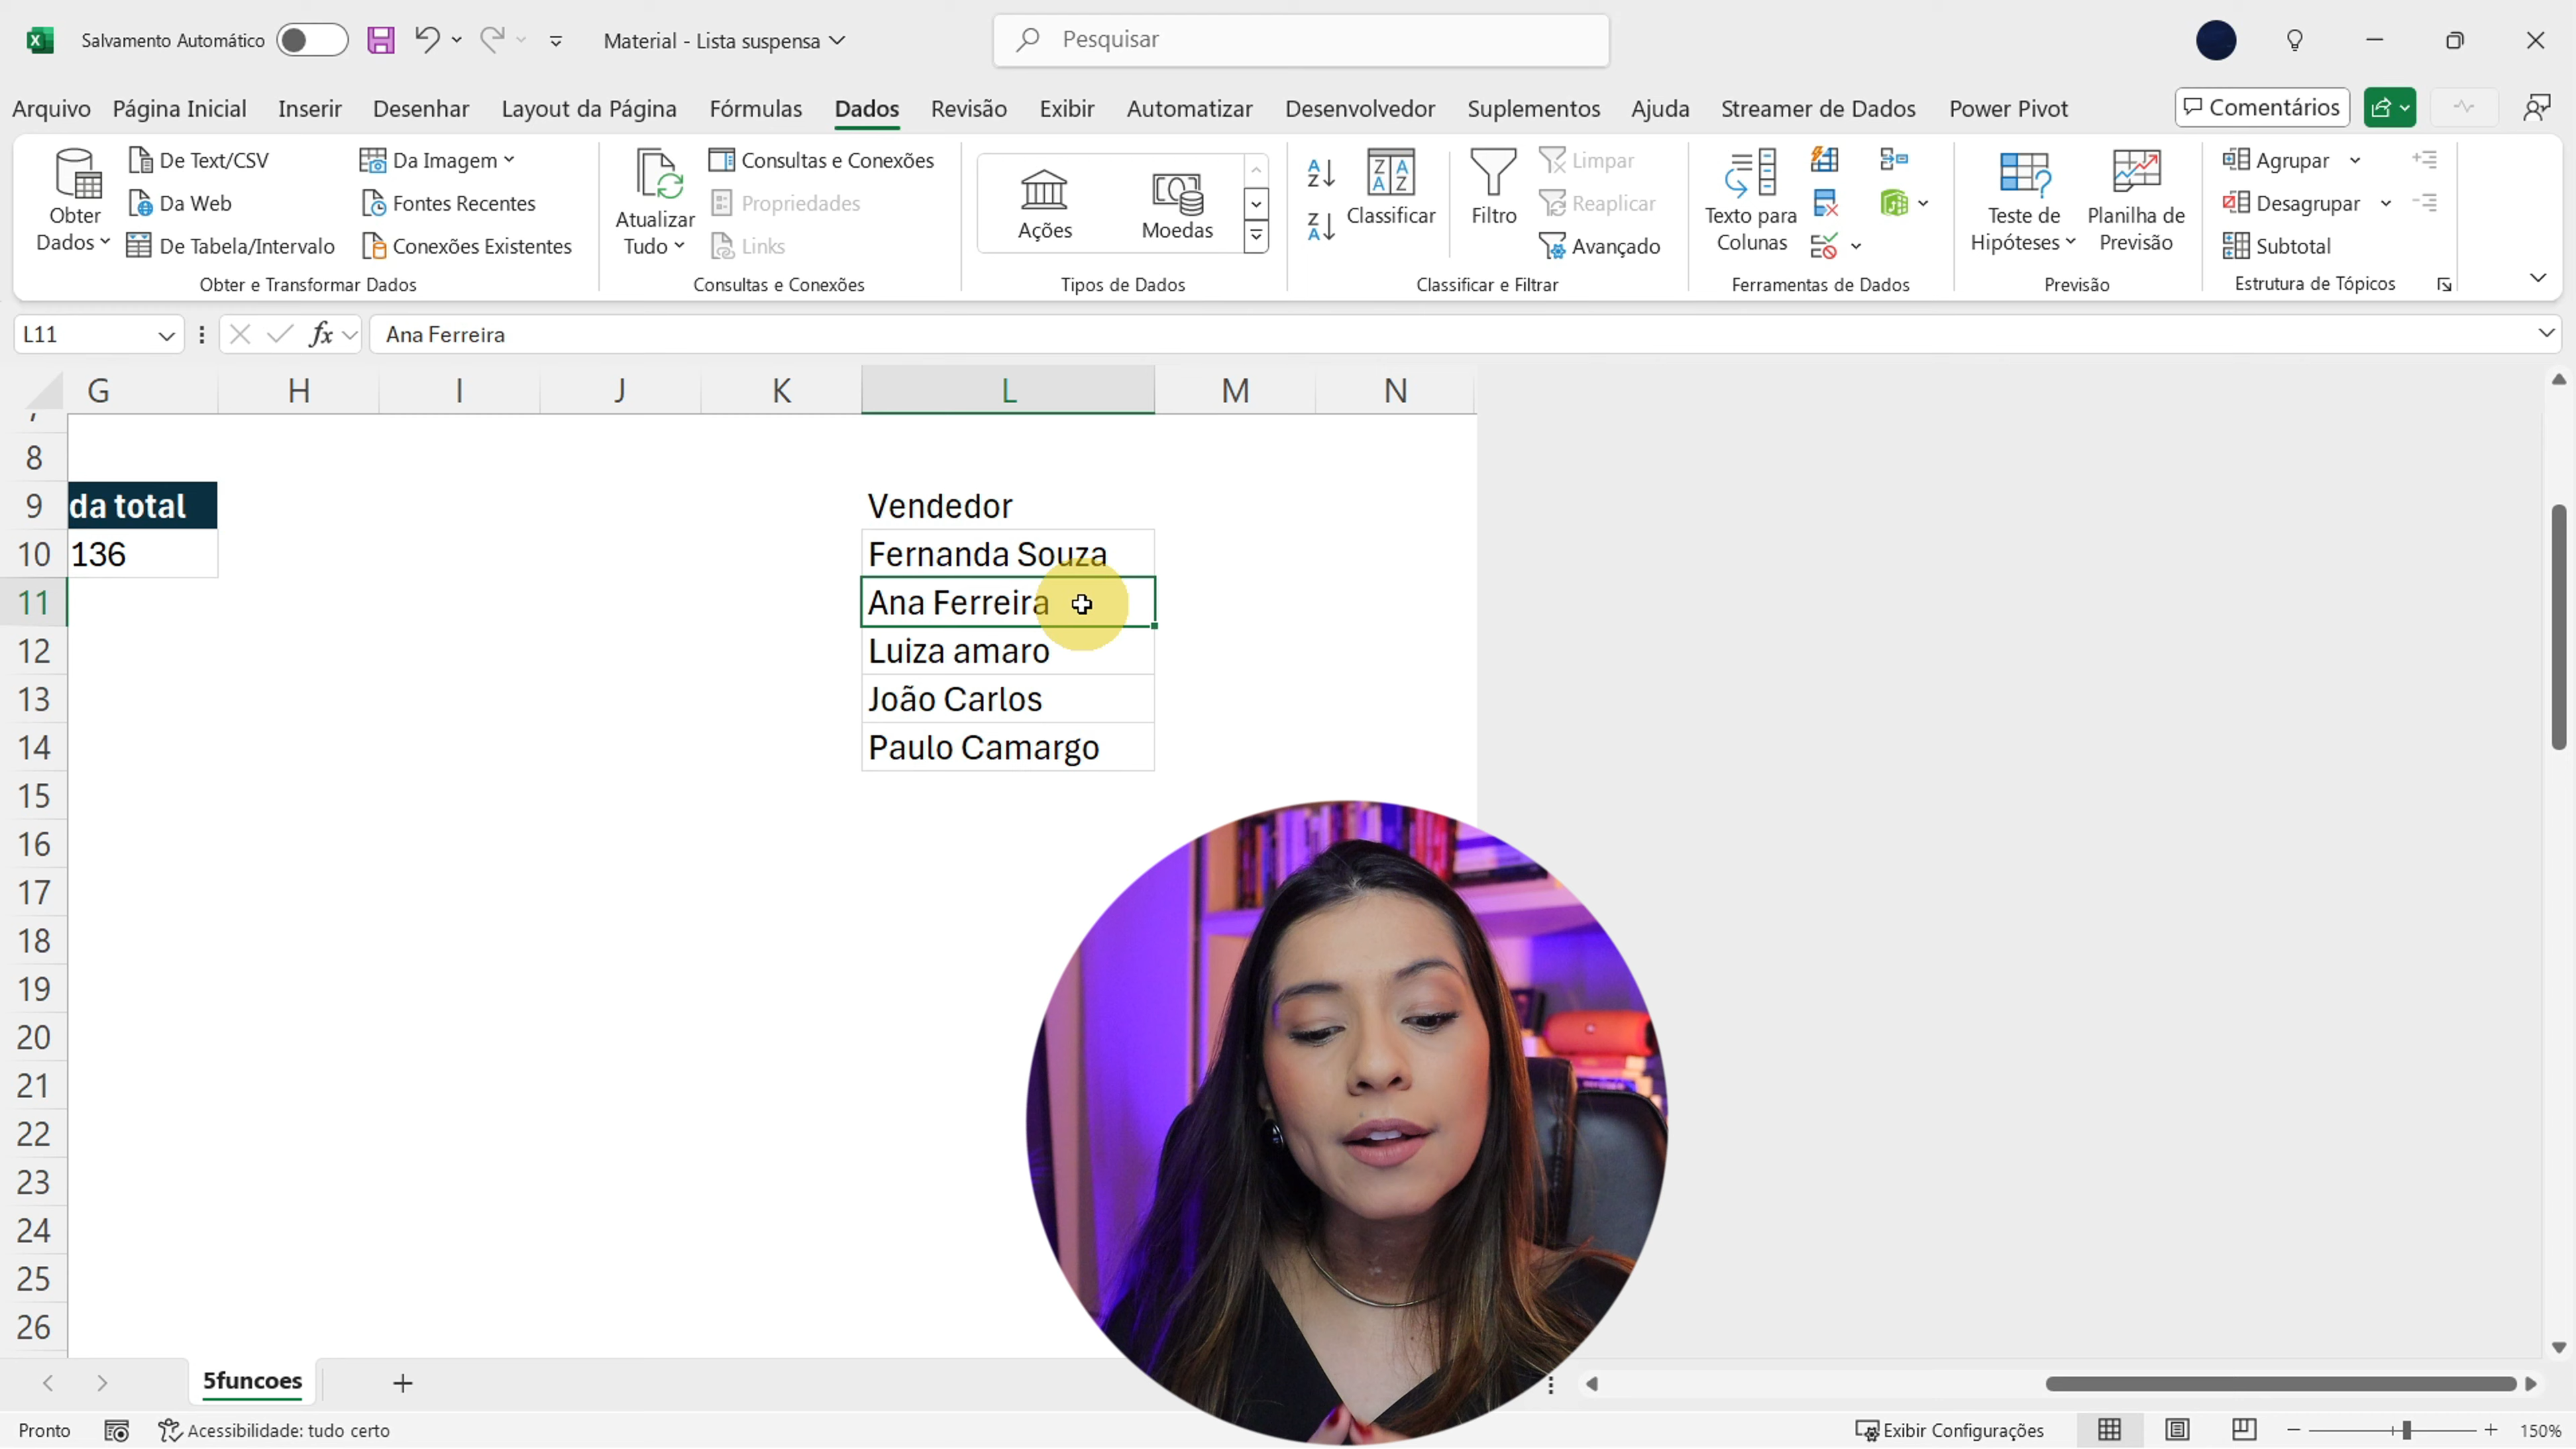 Salvamento Automático
Material - Lista suspensa
Pesquisar
Arquivo Página Inicial Inserir Desenhar Layout da Página Fórmulas Dados Revisão Exibir Automatizar Desenvolvedor Suplementos Ajuda Streamer de Dados Power Pivot Comentários
Obter Dados
De Text/CSV
Da Web
De Tabela/Intervalo
Da Imagem
Fontes Recentes
Conexões Existentes
Obter e Transformar Dados
Atualizar Tudo
Consultas e Conexões
Propriedades
Links
Consultas e Conexões
Ações
Moedas
Tipos de Dados
Classificar
Filtro
Limpar
Reaplicar
Avançado
Classificar e Filtrar
Texto para Colunas
Ferramentas de Dados
Teste de Hipóteses
Planilha de Previsão
Previsão
Agrupar
Desagrupar
Subtotal
Estrutura de Tópicos
L11
fx
Ana Ferreira
G H I J K L M N
7
8
9 da total Vendedor
10 136 Fernanda Souza
11 Ana Ferreira
12 Luiza amaro
13 João Carlos
14 Paulo Camargo
15
16
17
18
19
20
21
22
23
24
25
26
5funcoes
Pronto
Acessibilidade: tudo certo
Exibir Configurações
150%